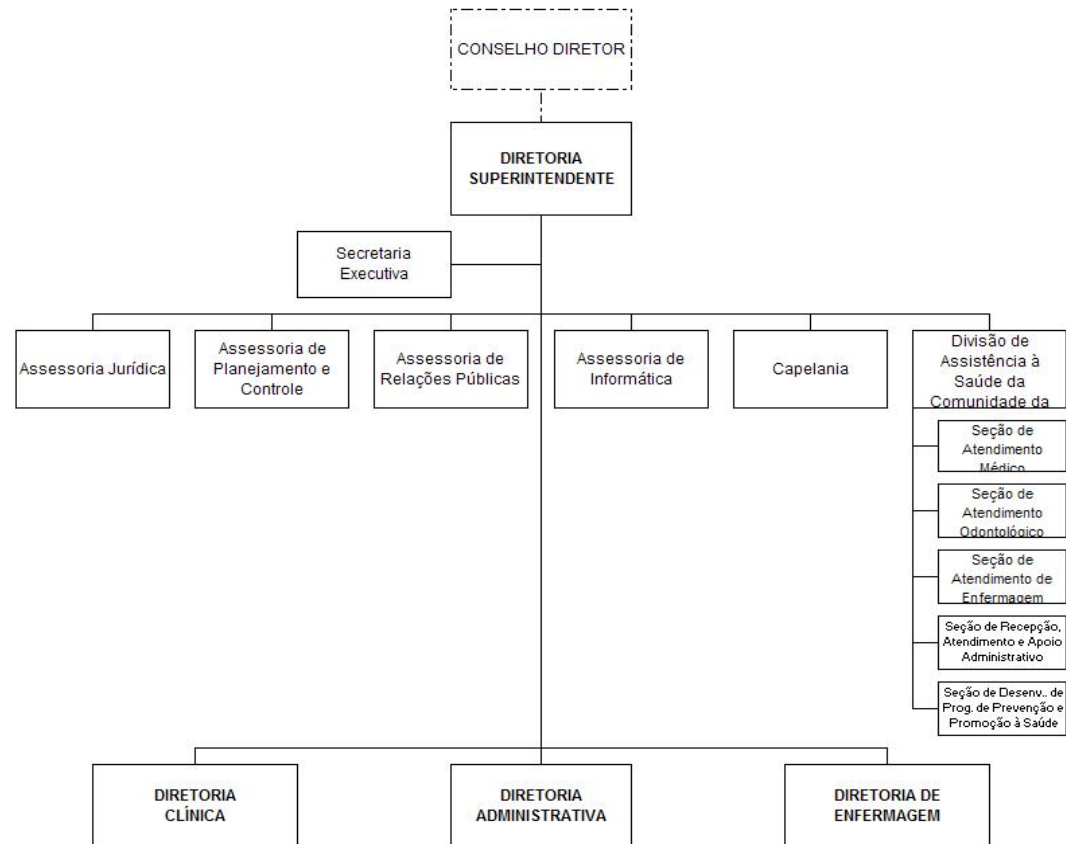 CONSELHO DIRETOR
DIRETORIA
SUPERINTENDENTE
Secretaria
Executiva
Assessoria Jurídica
Assessoria de
Planejamento e
Controle
Assessoria de
Relações Públicas
Assessoria de
Informática
Capelania
Divisão de
Assistência à
Saúde da
Comunidade da
Seção de
Atendimento
Médico
Seção de
Atendimento
Odontológico
Seção de
Atendimento de
Enfermagem
Seção de Recepção,
Atendimento e Apoio
Administrativo
Seção de Desenv.. de
Prog. de Prevenção e
Promoção à Saúde
DIRETORIA
CLÍNICA
DIRETORIA
ADMINISTRATIVA
DIRETORIA DE
ENFERMAGEM